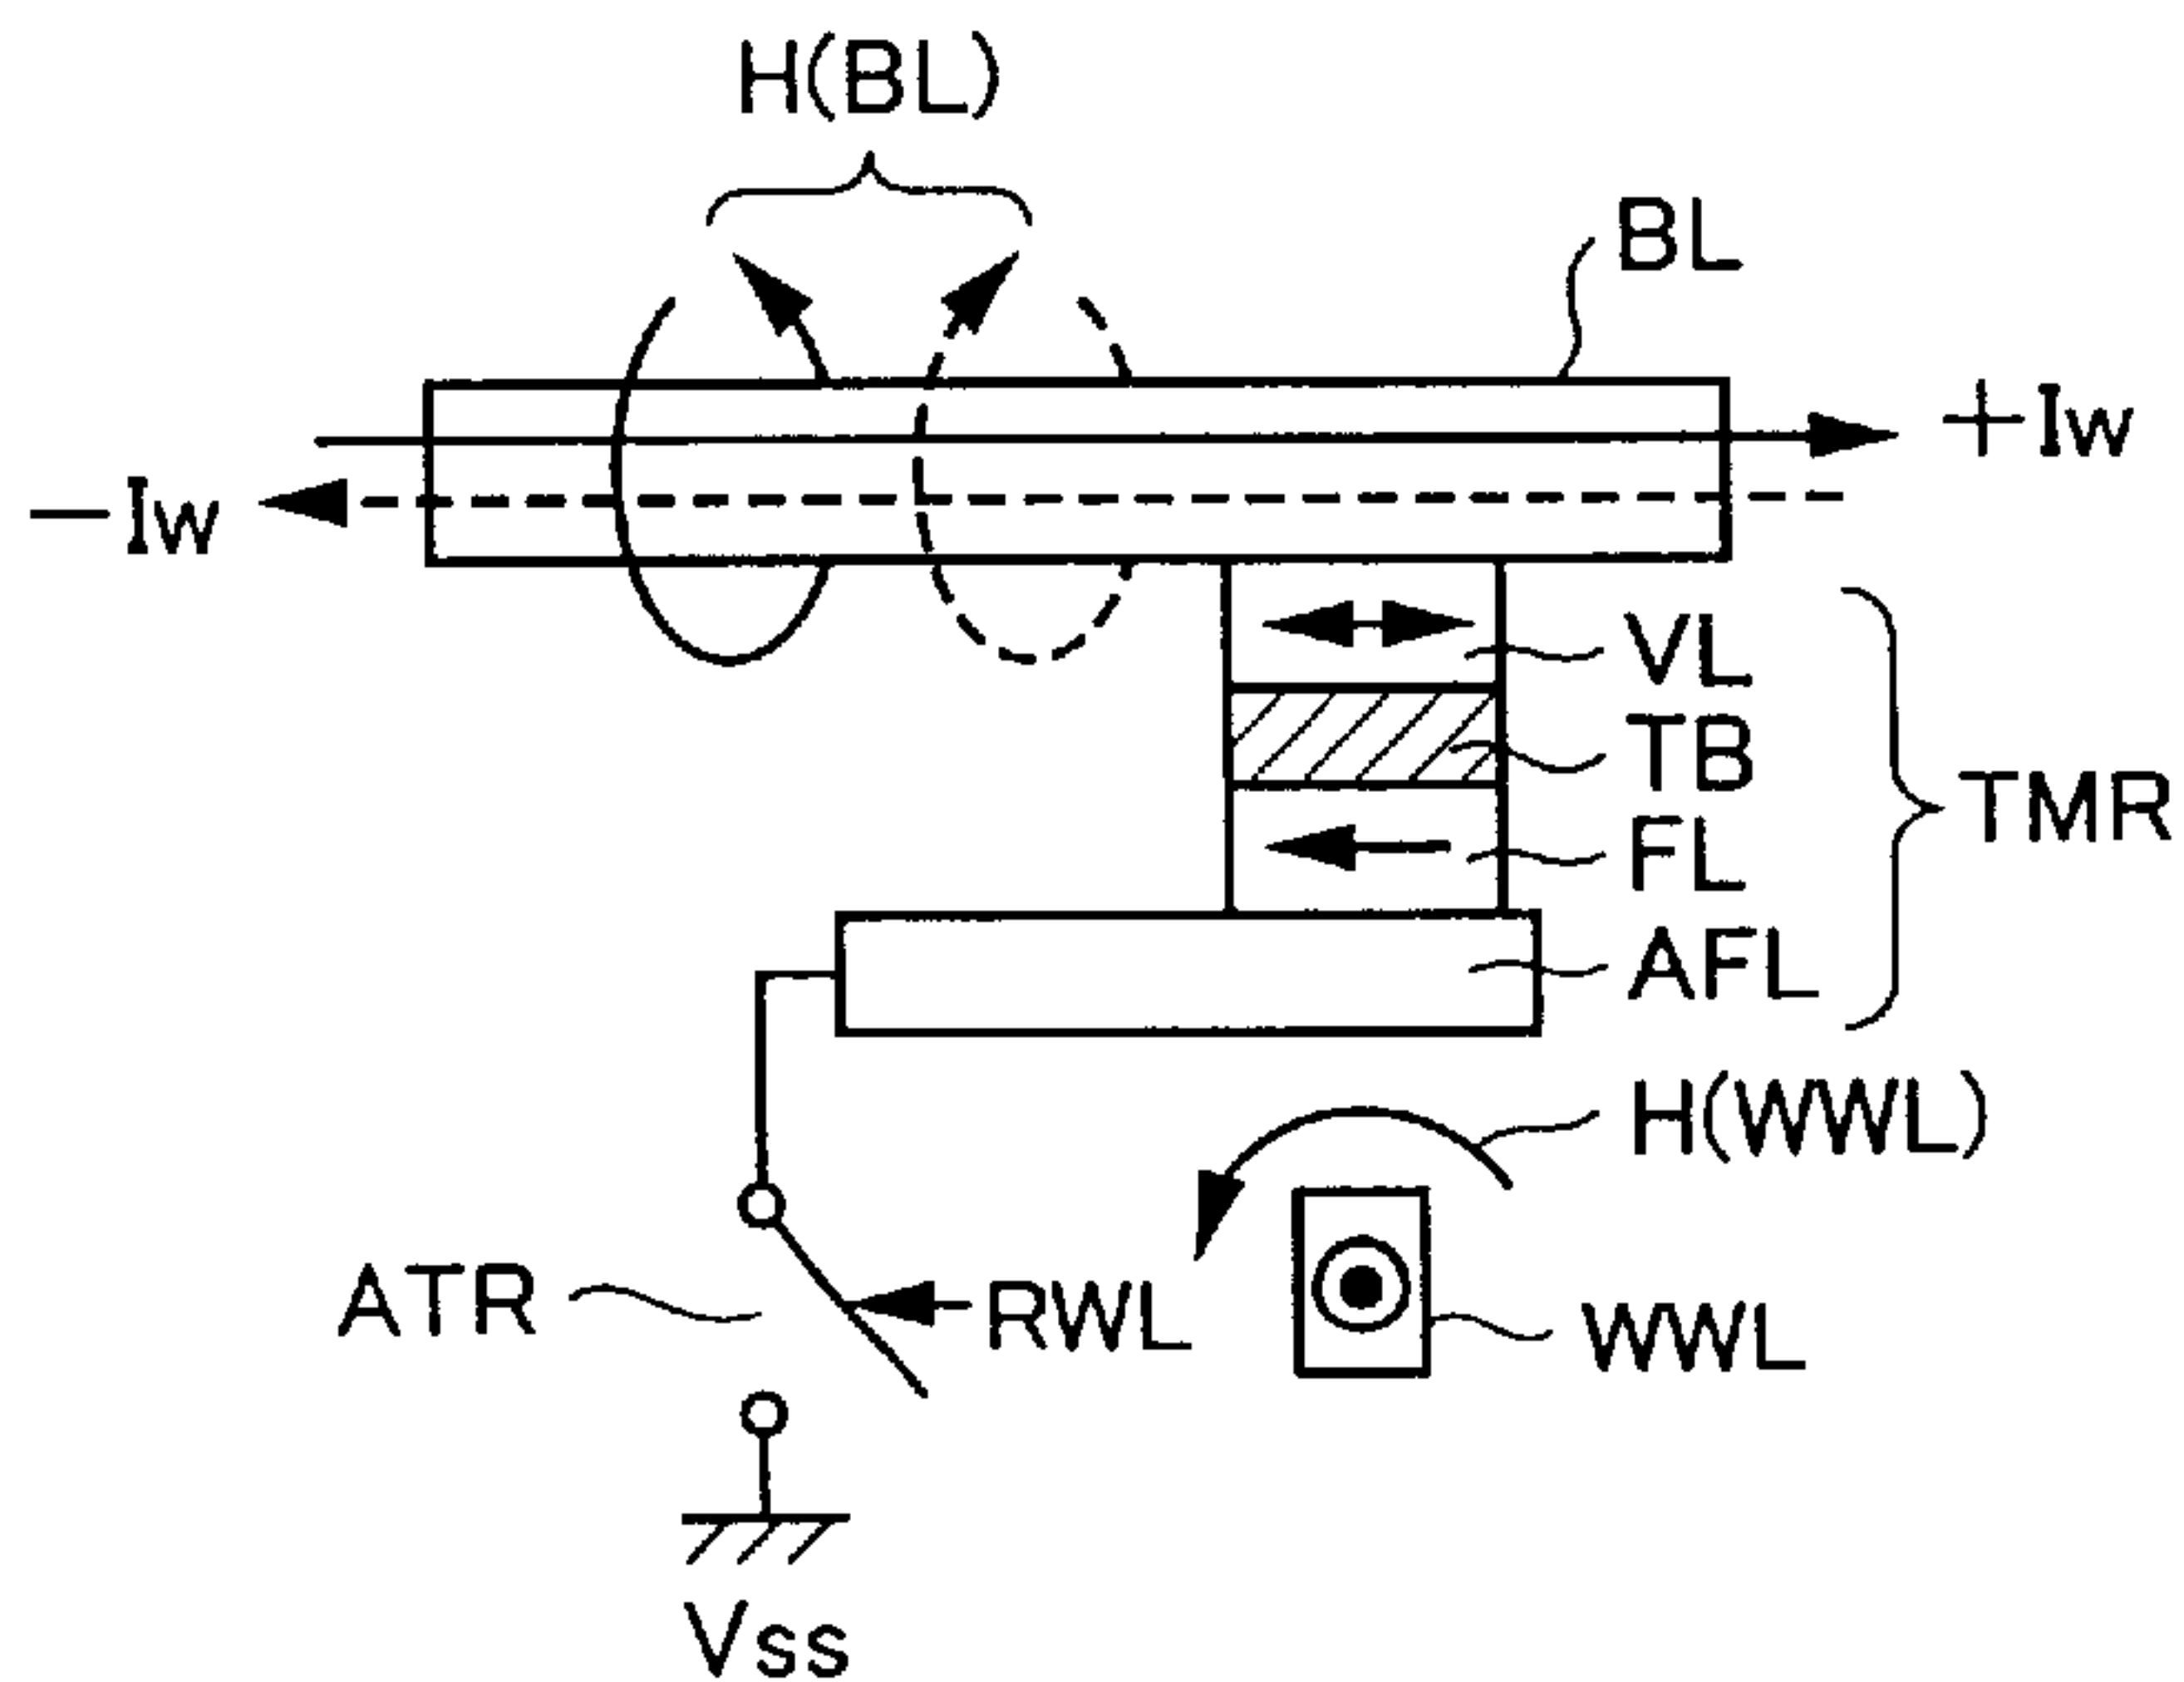 H(BL)
BL
+Iw
−Iw
VL
TB
TMR
FL
AFL
H(WWL)
ATR
RWL
WWL
Vss